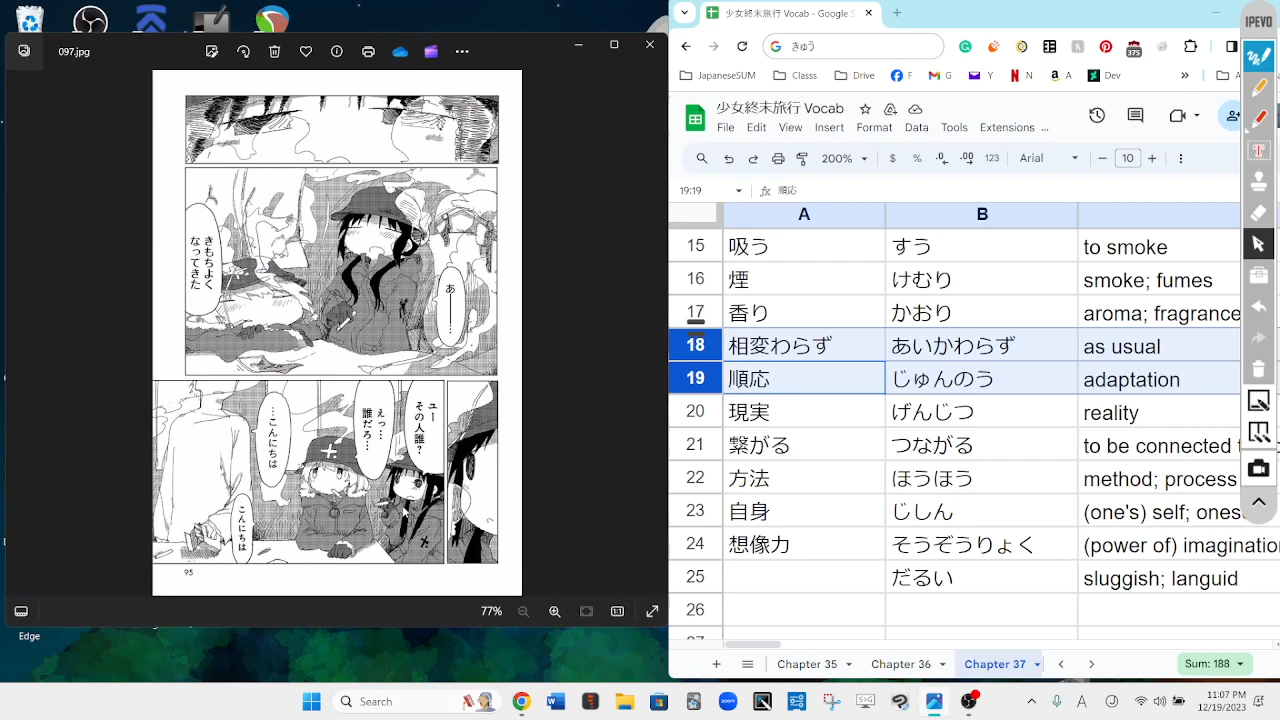 097.jpg
きもちよく
なってきた
あ———…
ユー
その人誰？
えっ…
誰だろ…
…こんにちは
こんにちは
95
77%
Edge
少女終末旅行 Vocab - Google S
きゅう
375
JapaneseSUM
Classs
Drive
F
G
Y
N
A
Dev
少女終末旅行 Vocab
File Edit View Insert Format Data Tools Extensions ...
200% $ % .0 .00 123 Arial 10
19:19 fx 順応
A B
15 吸う すう to smoke
16 煙 けむり smoke; fumes
17 香り かおり aroma; fragrance
18 相変わらず あいかわらず as usual
19 順応 じゅんのう adaptation
20 現実 げんじつ reality
21 繋がる つながる to be connected
22 方法 ほうほう method; process
23 自身 じしん (one's) self; ones
24 想像力 そうぞうりょく (power of) imagination
25 だるい sluggish; languid
26
Chapter 35 Chapter 36 Chapter 37
Sum: 188
IPEVO
Search
11:07 PM
12/19/2023